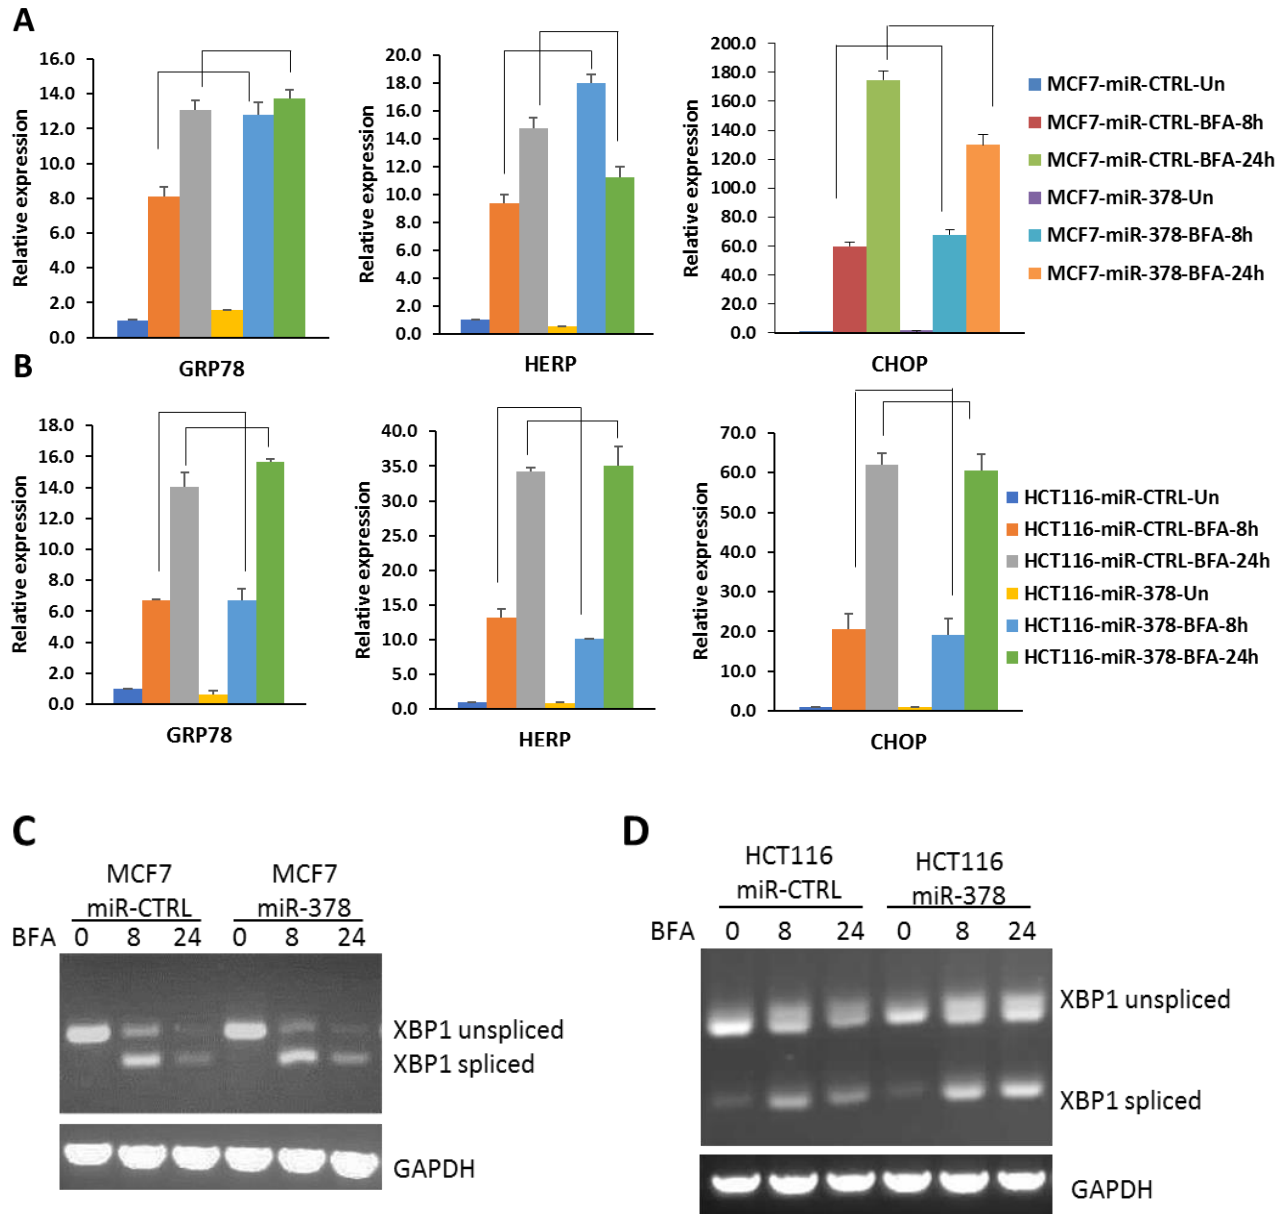 A
16.0
14.0
12.0
10.0
8.0
6.0
4.0
2.0
0.0
Relative expression
GRP78
20.0
18.0
16.0
14.0
12.0
10.0
8.0
6.0
4.0
2.0
0.0
Relative expression
HERP
200.0
180.0
160.0
140.0
120.0
100.0
80.0
60.0
40.0
20.0
0.0
Relative expression
CHOP
MCF7-miR-CTRL-Un
MCF7-miR-CTRL-BFA-8h
MCF7-miR-CTRL-BFA-24h
MCF7-miR-378-Un
MCF7-miR-378-BFA-8h
MCF7-miR-378-BFA-24h
B
18.0
16.0
14.0
12.0
10.0
8.0
6.0
4.0
2.0
0.0
Relative expression
GRP78
40.0
35.0
30.0
25.0
20.0
15.0
10.0
5.0
0.0
Relative expression
HERP
70.0
60.0
50.0
40.0
30.0
20.0
10.0
0.0
Relative expression
CHOP
HCT116-miR-CTRL-Un
HCT116-miR-CTRL-BFA-8h
HCT116-miR-CTRL-BFA-24h
HCT116-miR-378-Un
HCT116-miR-378-BFA-8h
HCT116-miR-378-BFA-24h
C
MCF7
miR-CTRL
MCF7
miR-378
BFA 0 8 24 0 8 24
XBP1 unspliced
XBP1 spliced
GAPDH
D
HCT116
miR-CTRL
HCT116
miR-378
BFA 0 8 24 0 8 24
XBP1 unspliced
XBP1 spliced
GAPDH